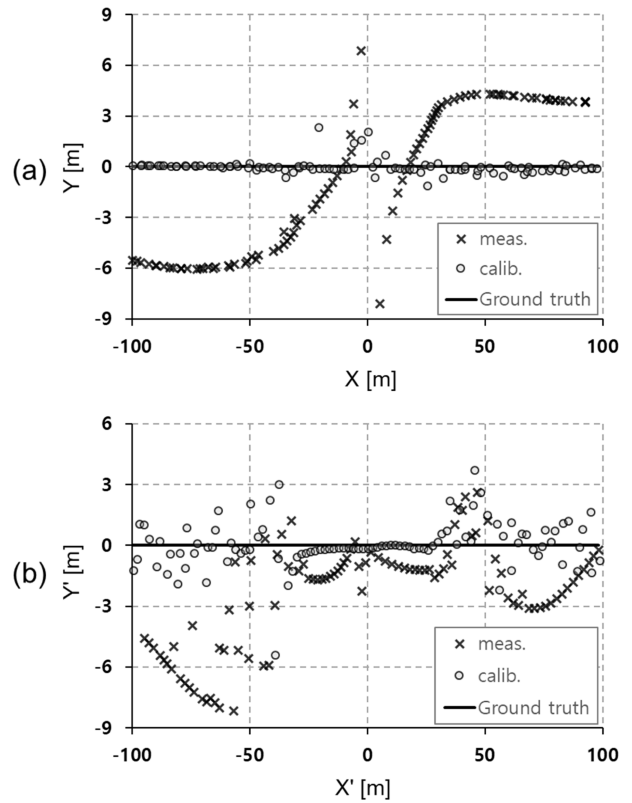 9
6
3
(a)
Y [m]
0
-3
-6
-9
× meas.
○ calib.
Ground truth
-100 -50 0 50 100
X [m]
6
3
0
(b)
Y' [m]
-3
-6
-9
× meas.
○ calib.
Ground truth
-100 -50 0 50 100
X' [m]